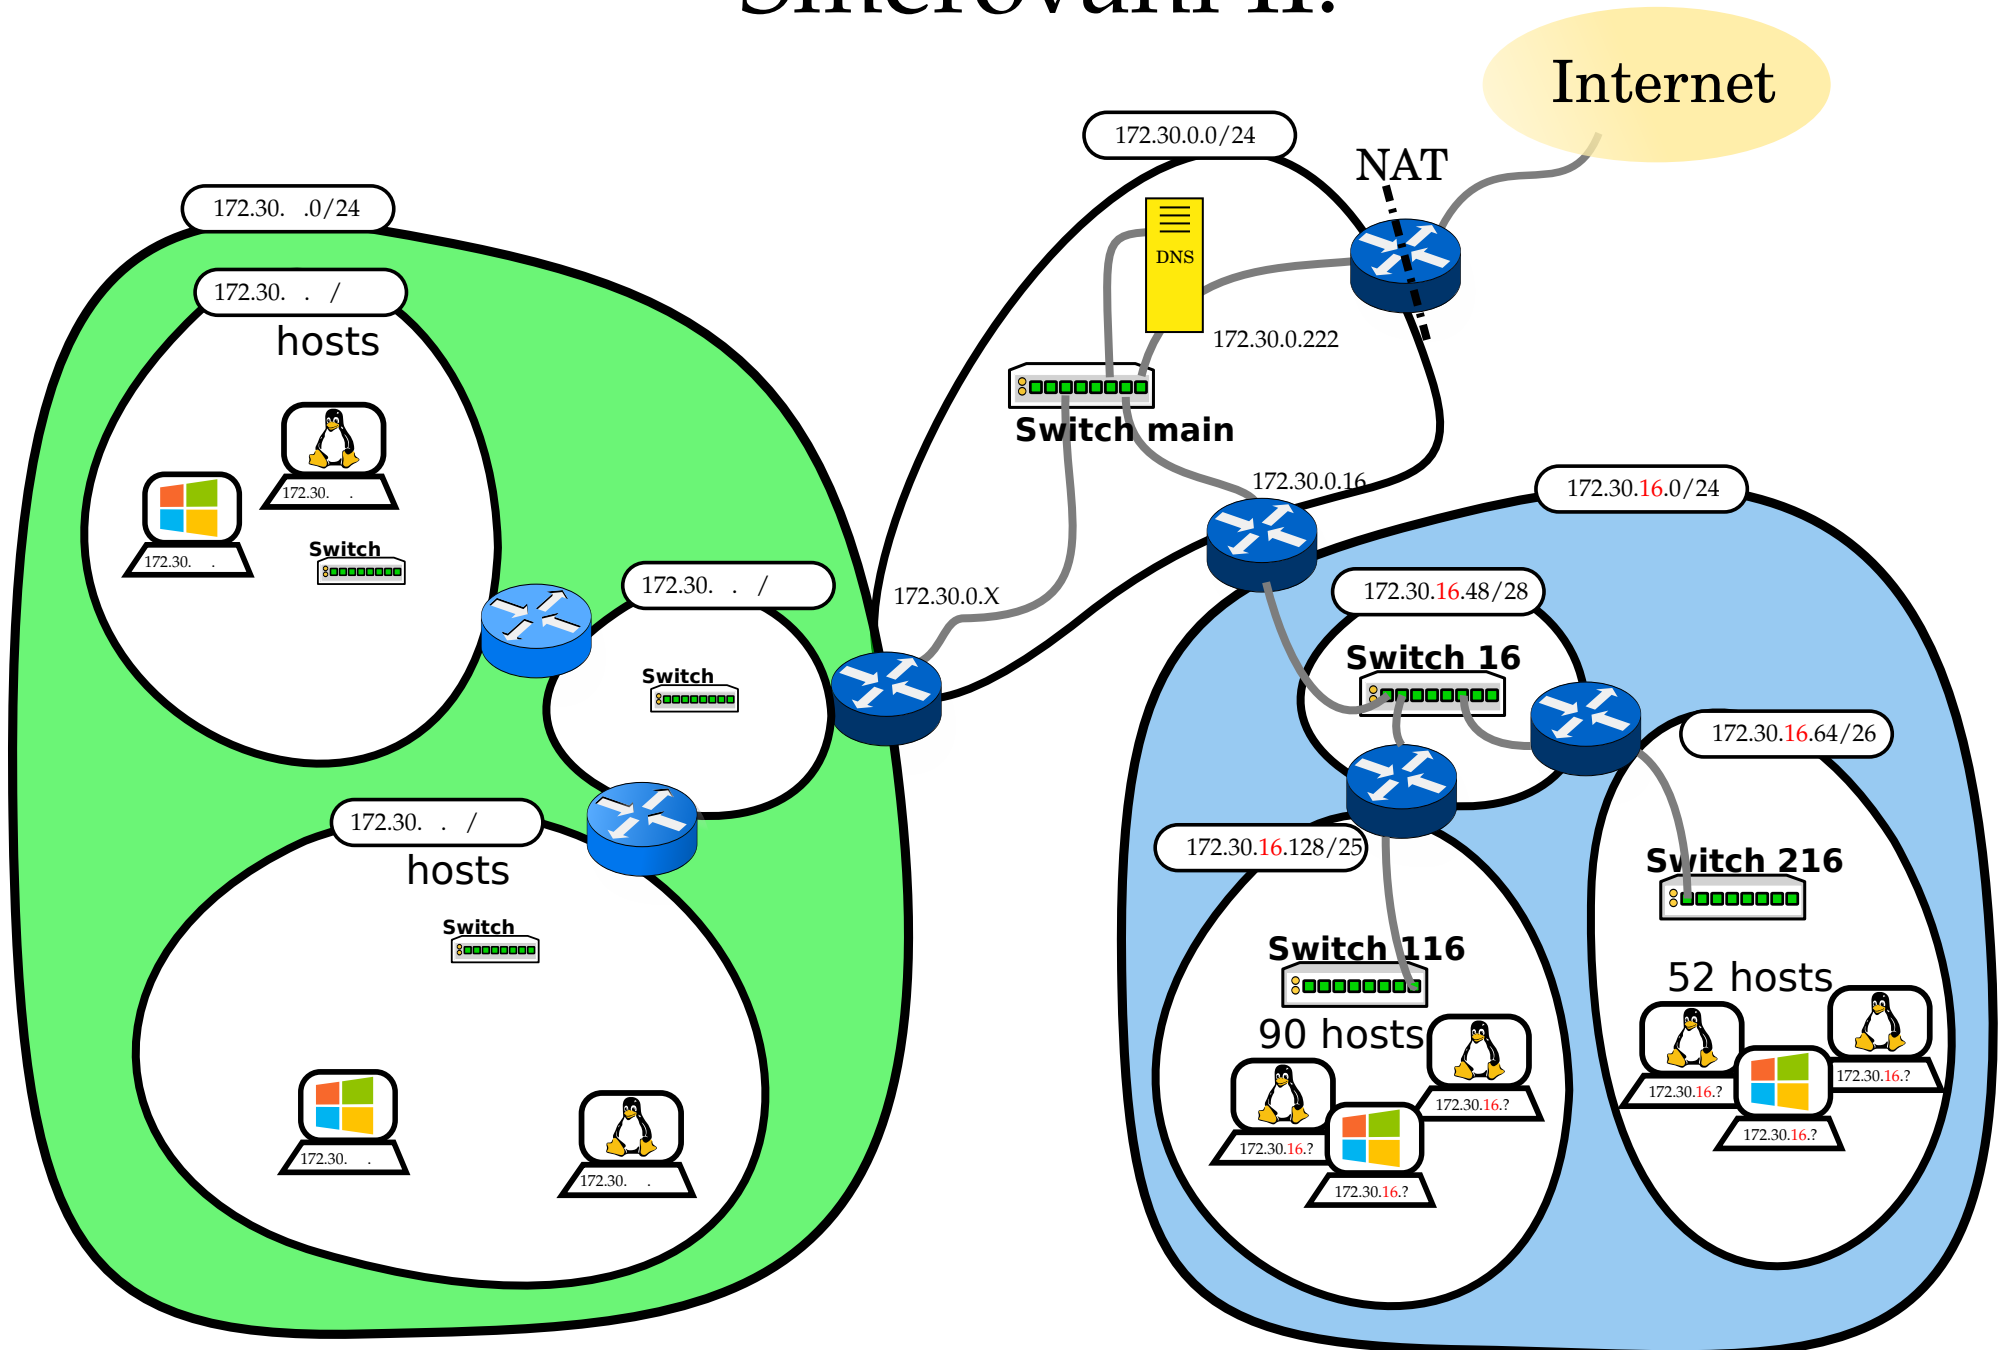 Internet
172.30.0.0/24
NAT
172.30. .0/24
DNS
172.30. . /
hosts
172.30.0.222
Switch main
172.30.0.16
172.30.16.0/24
172.30. .
172.30. .
Switch
172.30. . /
172.30.0.X
172.30.16.48/28
Switch 16
Switch
172.30.16.64/26
172.30. . /
hosts
172.30.16.128/25
Switch 216
Switch
Switch 116
52 hosts
90 hosts
172.30.16.?
172.30.16.?
172.30.16.?
172.30.16.?
172.30.16.?
172.30.16.?
172.30. .
172.30. .